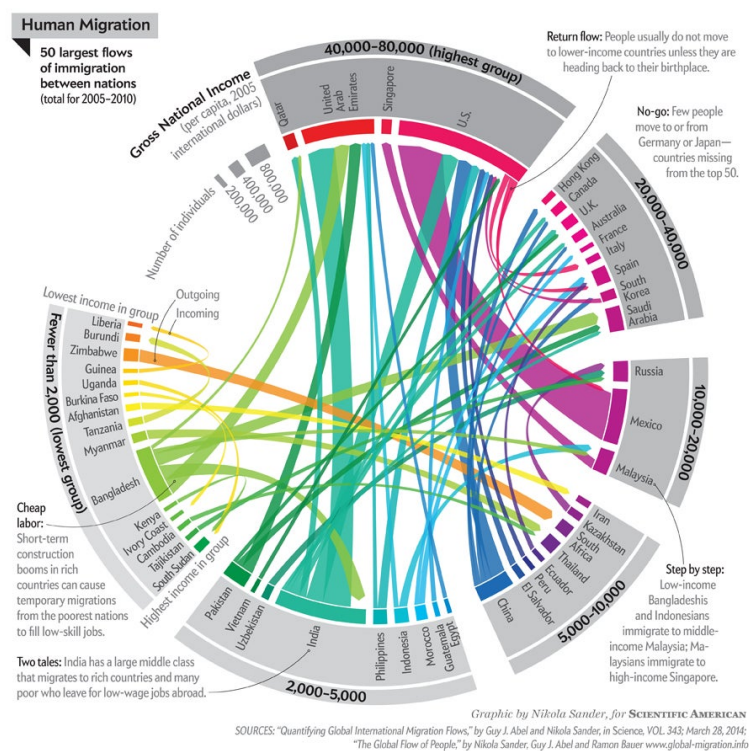 Human Migration
50 largest flows
of immigration
between nations
(total for 2005–2010)
Gross National Income
(per capita, 2005
international dollars)
Number of individuals
200,000
400,000
800,000
40,000–80,000 (highest group)
Qatar
United
Arab
Emirates
Singapore
U.S.
Return flow: People usually do not move
to lower-income countries unless they are
heading back to their birthplace.
No-go: Few people
move to or from
Germany or Japan—
countries missing
from the top 50.
20,000–40,000
Hong Kong
Canada
U.K.
Australia
France
Italy
Spain
South
Korea
Saudi
Arabia
10,000–20,000
Russia
Mexico
Malaysia
Step by step:
Low-income
Bangladeshis
and Indonesians
immigrate to middle-
income Malaysia; Ma-
laysians immigrate to
high-income Singapore.
5,000–10,000
Iran
Kazakhstan
South
Africa
Thailand
Ecuador
Peru
El Salvador
China
2,000–5,000
Egypt
Guatemala
Morocco
Indonesia
Philippines
India
Uzbekistan
Vietnam
Pakistan
Fewer than 2,000 (lowest group)
Lowest income in group
Outgoing
Incoming
Liberia
Burundi
Zimbabwe
Guinea
Uganda
Burkina Faso
Afghanistan
Tanzania
Myanmar
Bangladesh
Kenya
Ivory Coast
Cambodia
Tajikistan
South Sudan
Highest income in group
Cheap
labor:
Short-term
construction
booms in rich
countries can cause
temporary migrations
from the poorest nations
to fill low-skill jobs.
Two tales: India has a large middle class
that migrates to rich countries and many
poor who leave for low-wage jobs abroad.
Graphic by Nikola Sander, for SCIENTIFIC AMERICAN
SOURCES: “Quantifying Global International Migration Flows,” by Guy J. Abel and Nikola Sander, in Science, VOL. 343; March 28, 2014;
“The Global Flow of People,” by Nikola Sander, Guy J. Abel and Ramon Bauer www.global-migration.info